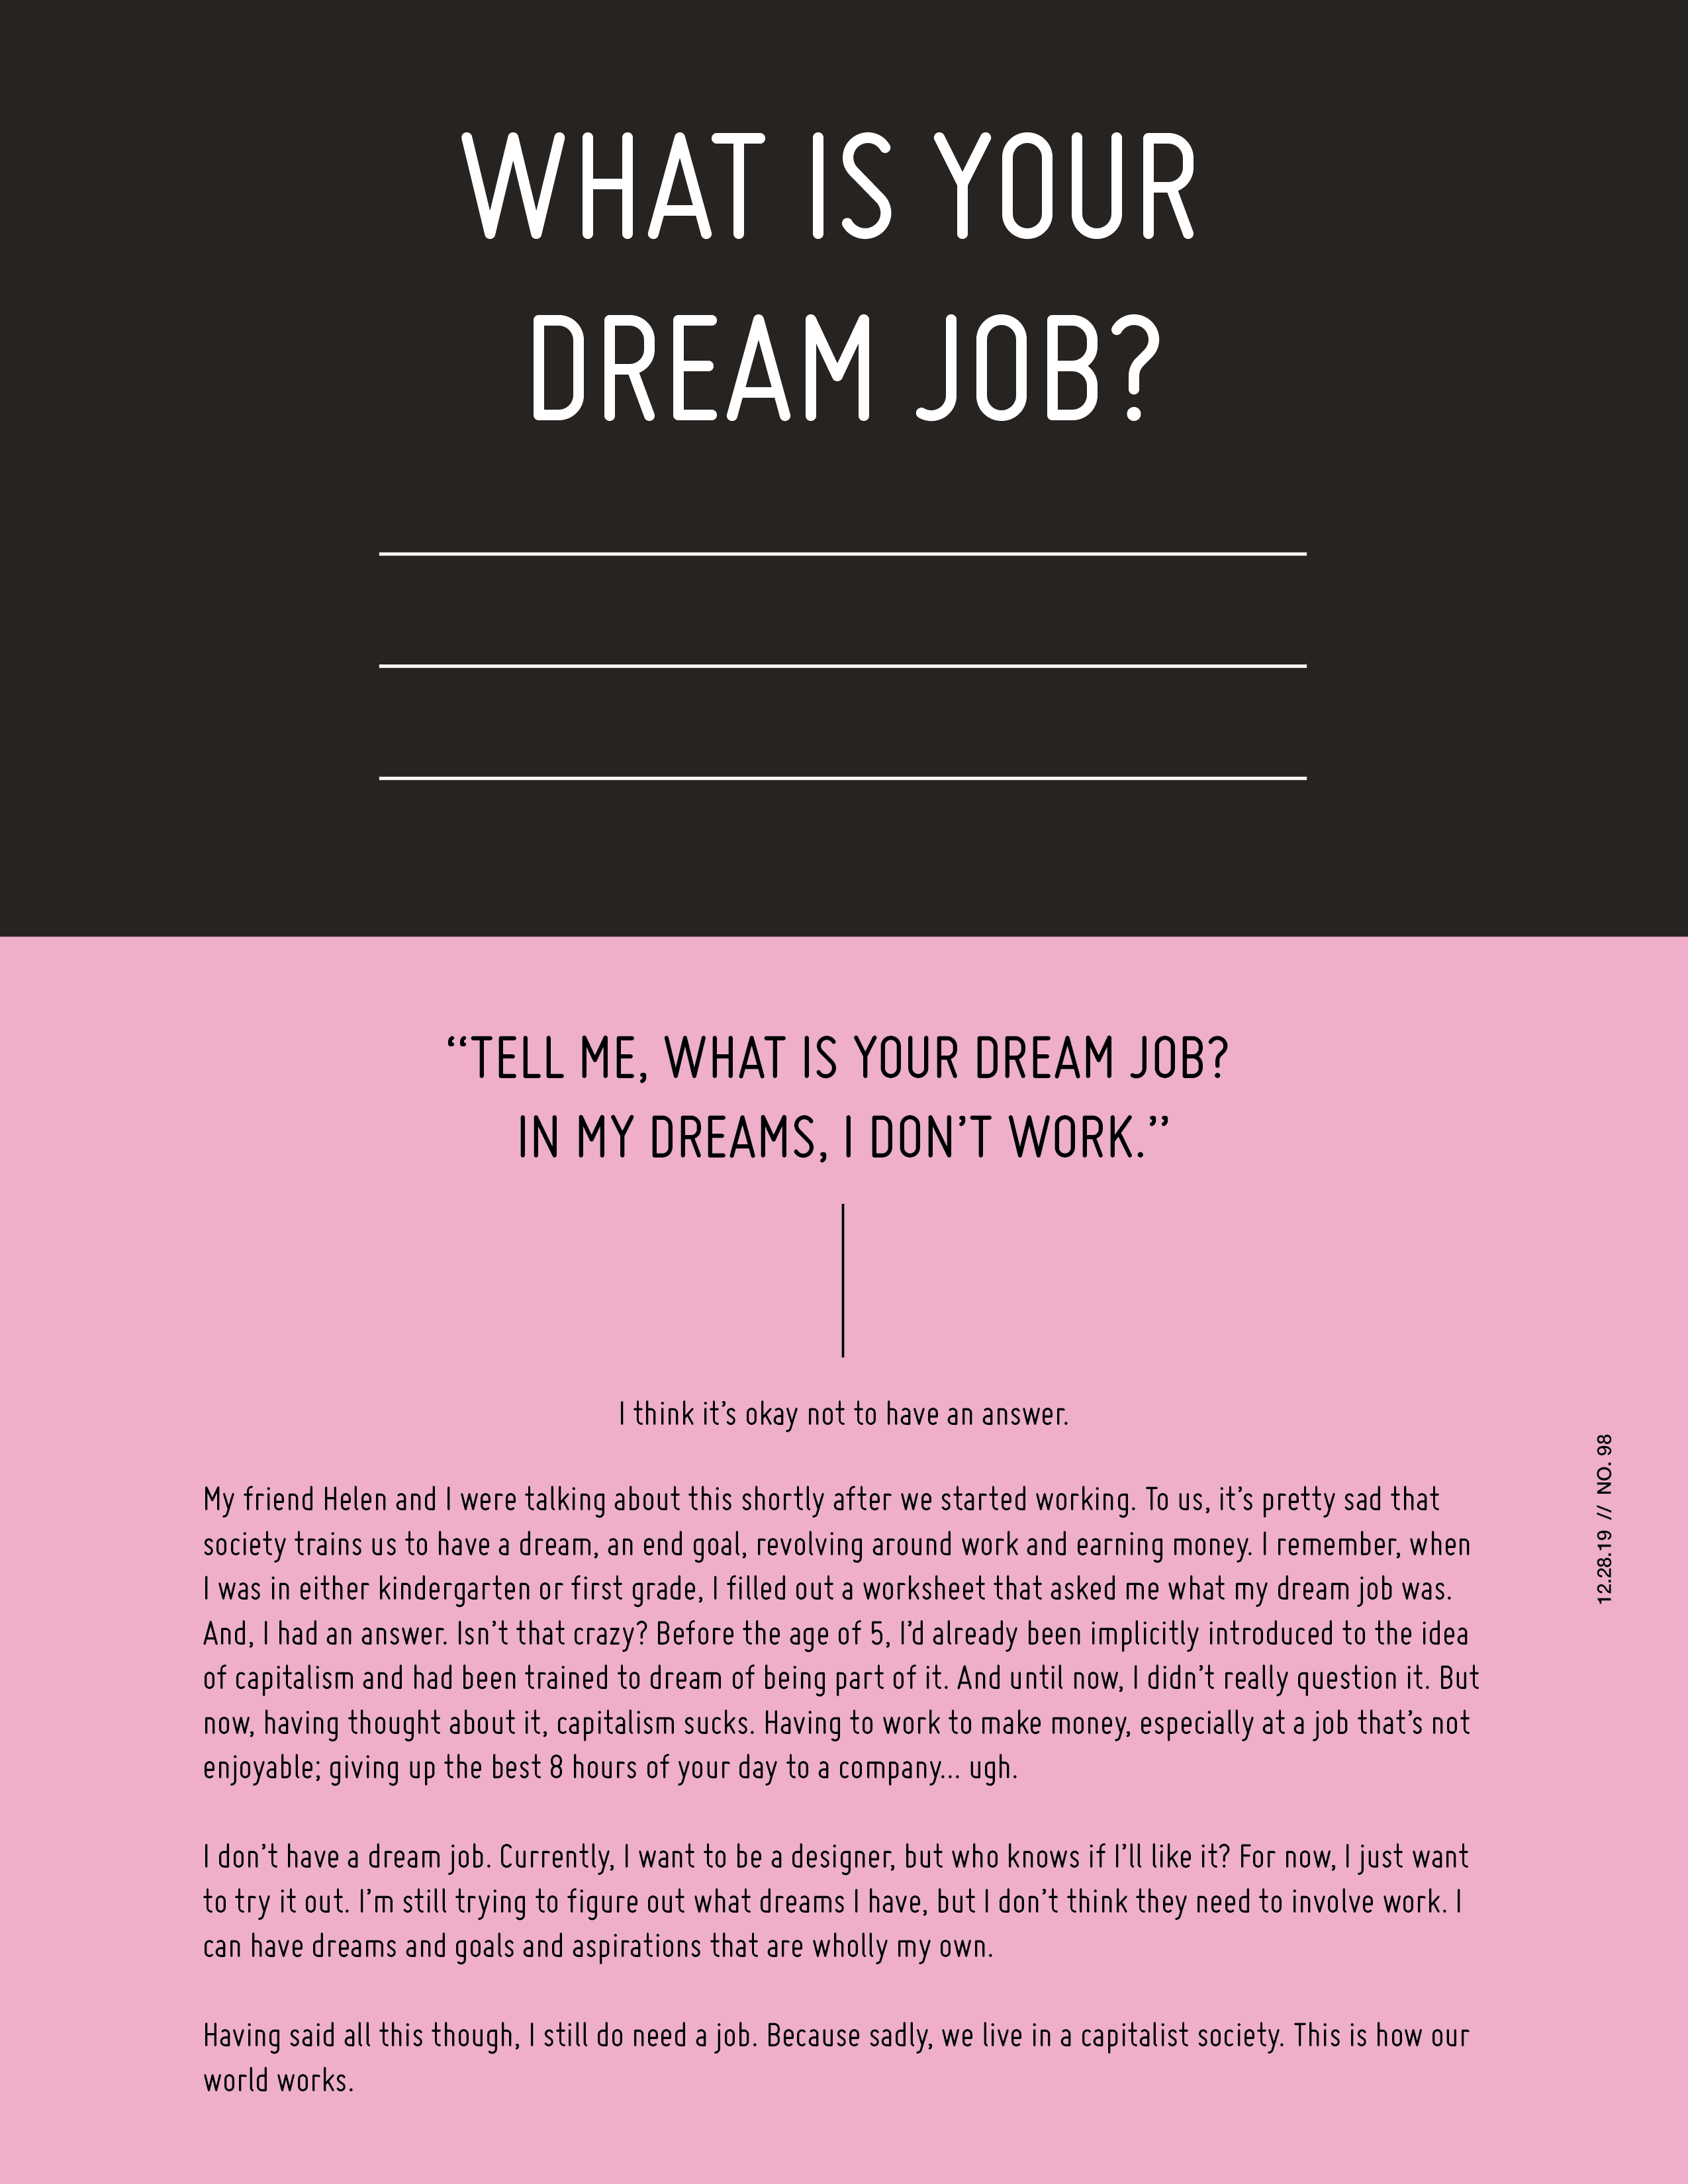 WHAT IS YOUR
DREAM JOB?
“TELL ME, WHAT IS YOUR DREAM JOB?
IN MY DREAMS, I DON’T WORK.”
I think it’s okay not to have an answer.
My friend Helen and I were talking about this shortly after we started working. To us, it’s pretty sad that
society trains us to have a dream, an end goal, revolving around work and earning money. I remember, when
I was in either kindergarten or first grade, I filled out a worksheet that asked me what my dream job was.
And, I had an answer. Isn’t that crazy? Before the age of 5, I’d already been implicitly introduced to the idea
of capitalism and had been trained to dream of being part of it. And until now, I didn’t really question it. But
now, having thought about it, capitalism sucks. Having to work to make money, especially at a job that’s not
enjoyable; giving up the best 8 hours of your day to a company... ugh.
I don’t have a dream job. Currently, I want to be a designer, but who knows if I’ll like it? For now, I just want
to try it out. I’m still trying to figure out what dreams I have, but I don’t think they need to involve work. I
can have dreams and goals and aspirations that are wholly my own.
Having said all this though, I still do need a job. Because sadly, we live in a capitalist society. This is how our
world works.
12.28.19 // NO. 98